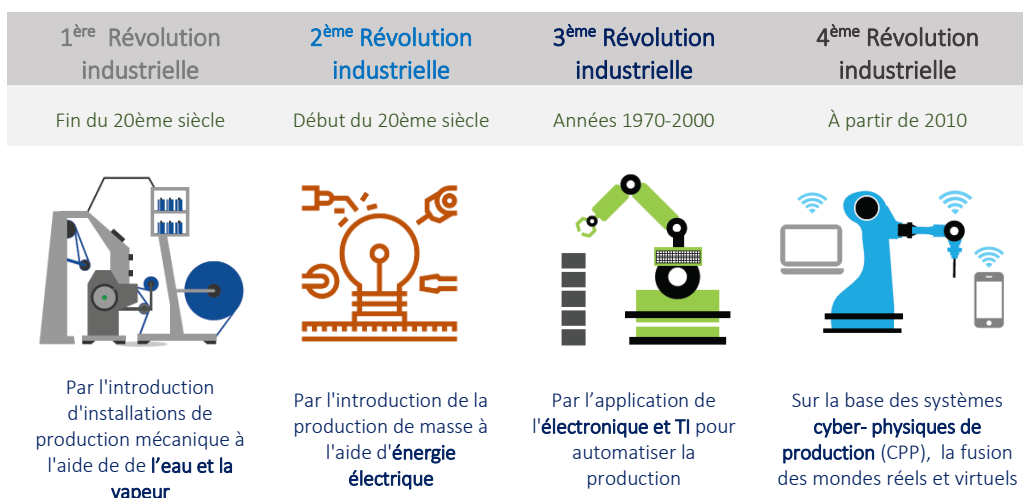 1ère Révolution
industrielle
2ème Révolution
industrielle
3ème Révolution
industrielle
4ème Révolution
industrielle
Fin du 20ème siècle
Début du 20ème siècle
Années 1970-2000
À partir de 2010
Par l'introduction
d'installations de
production mécanique à
l'aide de de l’eau et la
vapeur
Par l'introduction de la
production de masse à
l'aide d'énergie
électrique
Par l’application de
l'électronique et TI pour
automatiser la
production
Sur la base des systèmes
cyber- physiques de
production (CPP), la fusion
des mondes réels et virtuels